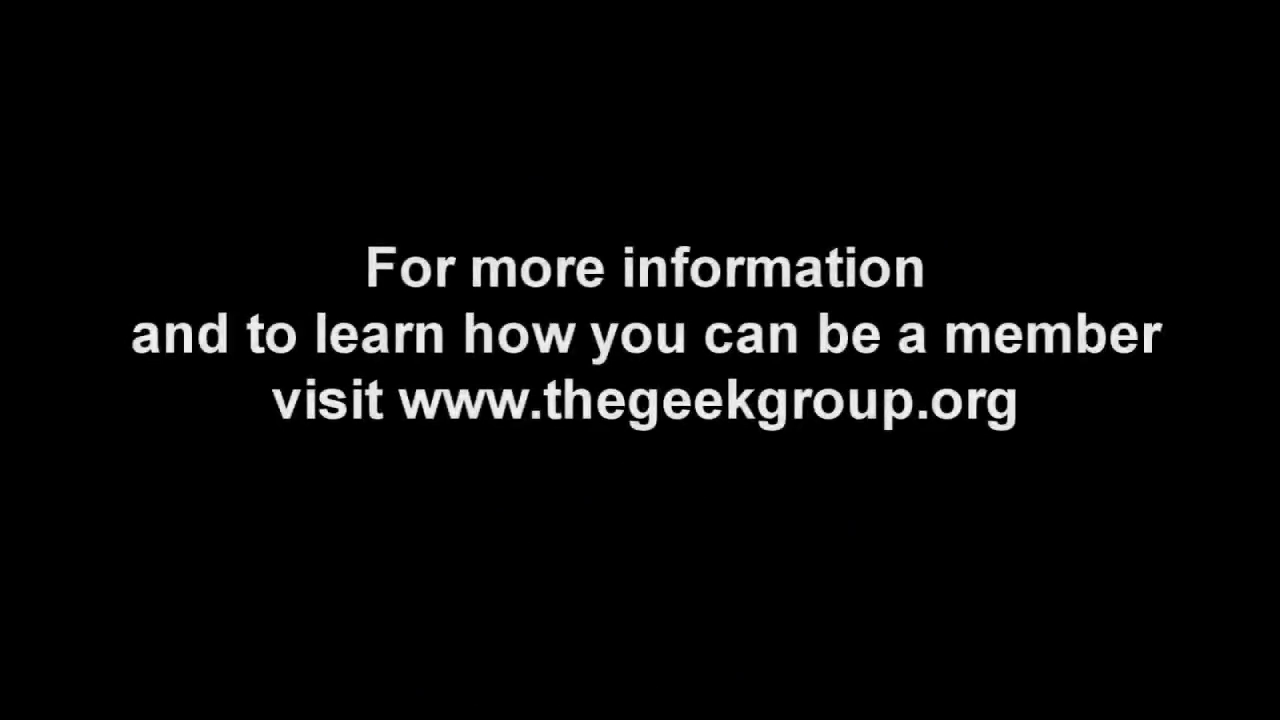 For more information
and to learn how you can be a member
visit www.thegeekgroup.org